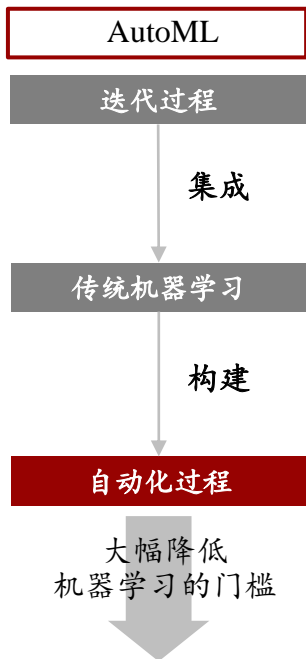 AutoML
迭代过程
集成
传统机器学习
构建
自动化过程
大幅降低
机器学习的门槛